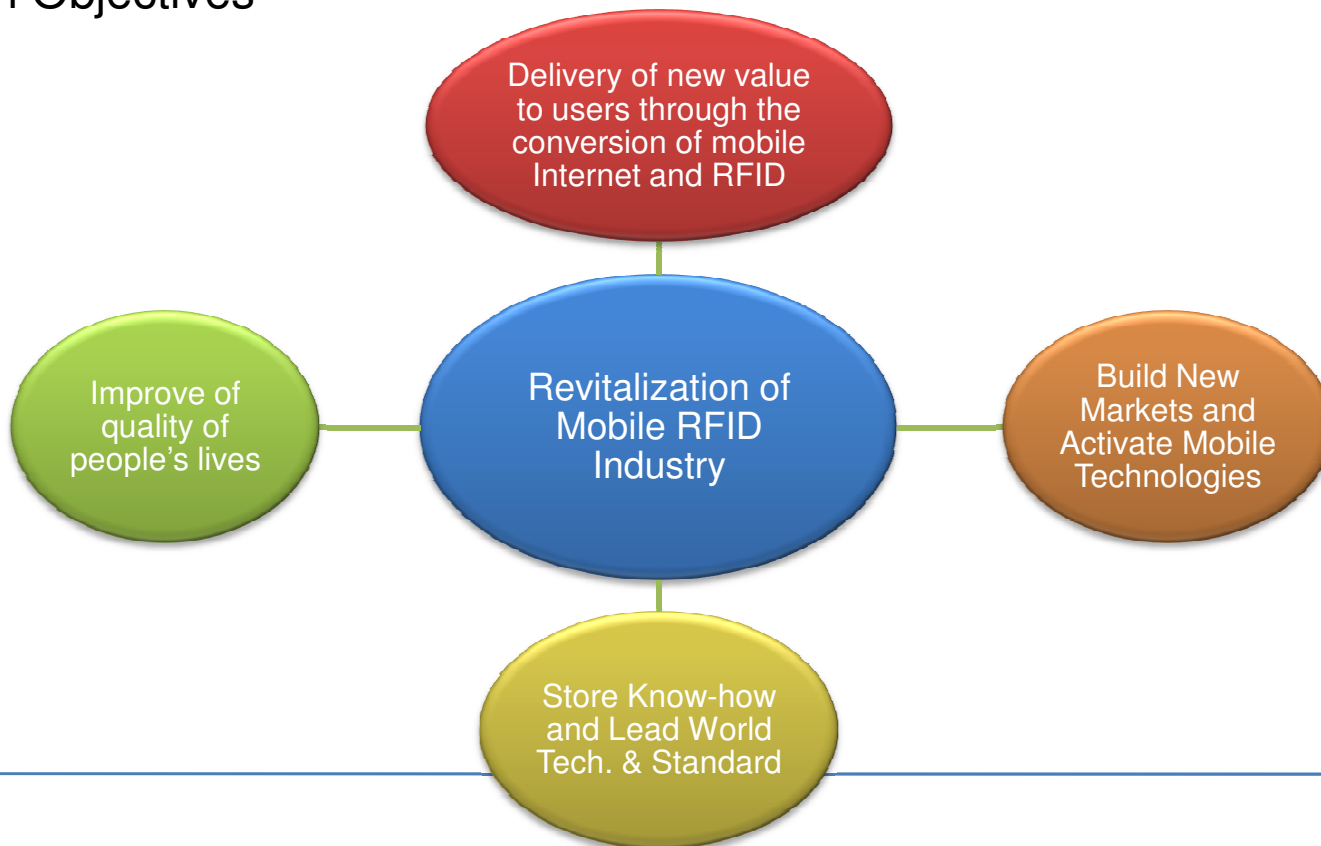 Objectives
Delivery of new value
to users through the
conversion of mobile
Internet and RFID
Improve of
quality of
people's lives
Revitalization of
Mobile RFID
Industry
Build New
Markets and
Activate Mobile
Technologies
Store Know-how
and Lead World
Tech. & Standard